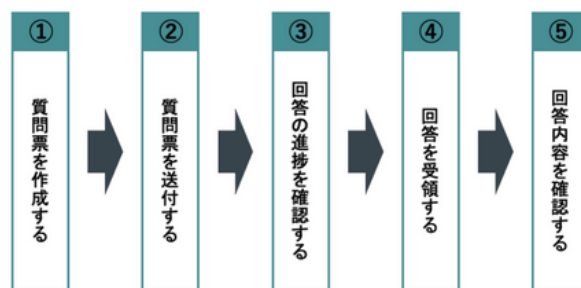 ①
質問票を作成する
②
質問票を送付する
③
回答の進捗を確認する
④
回答を受領する
⑤
回答内容を確認する